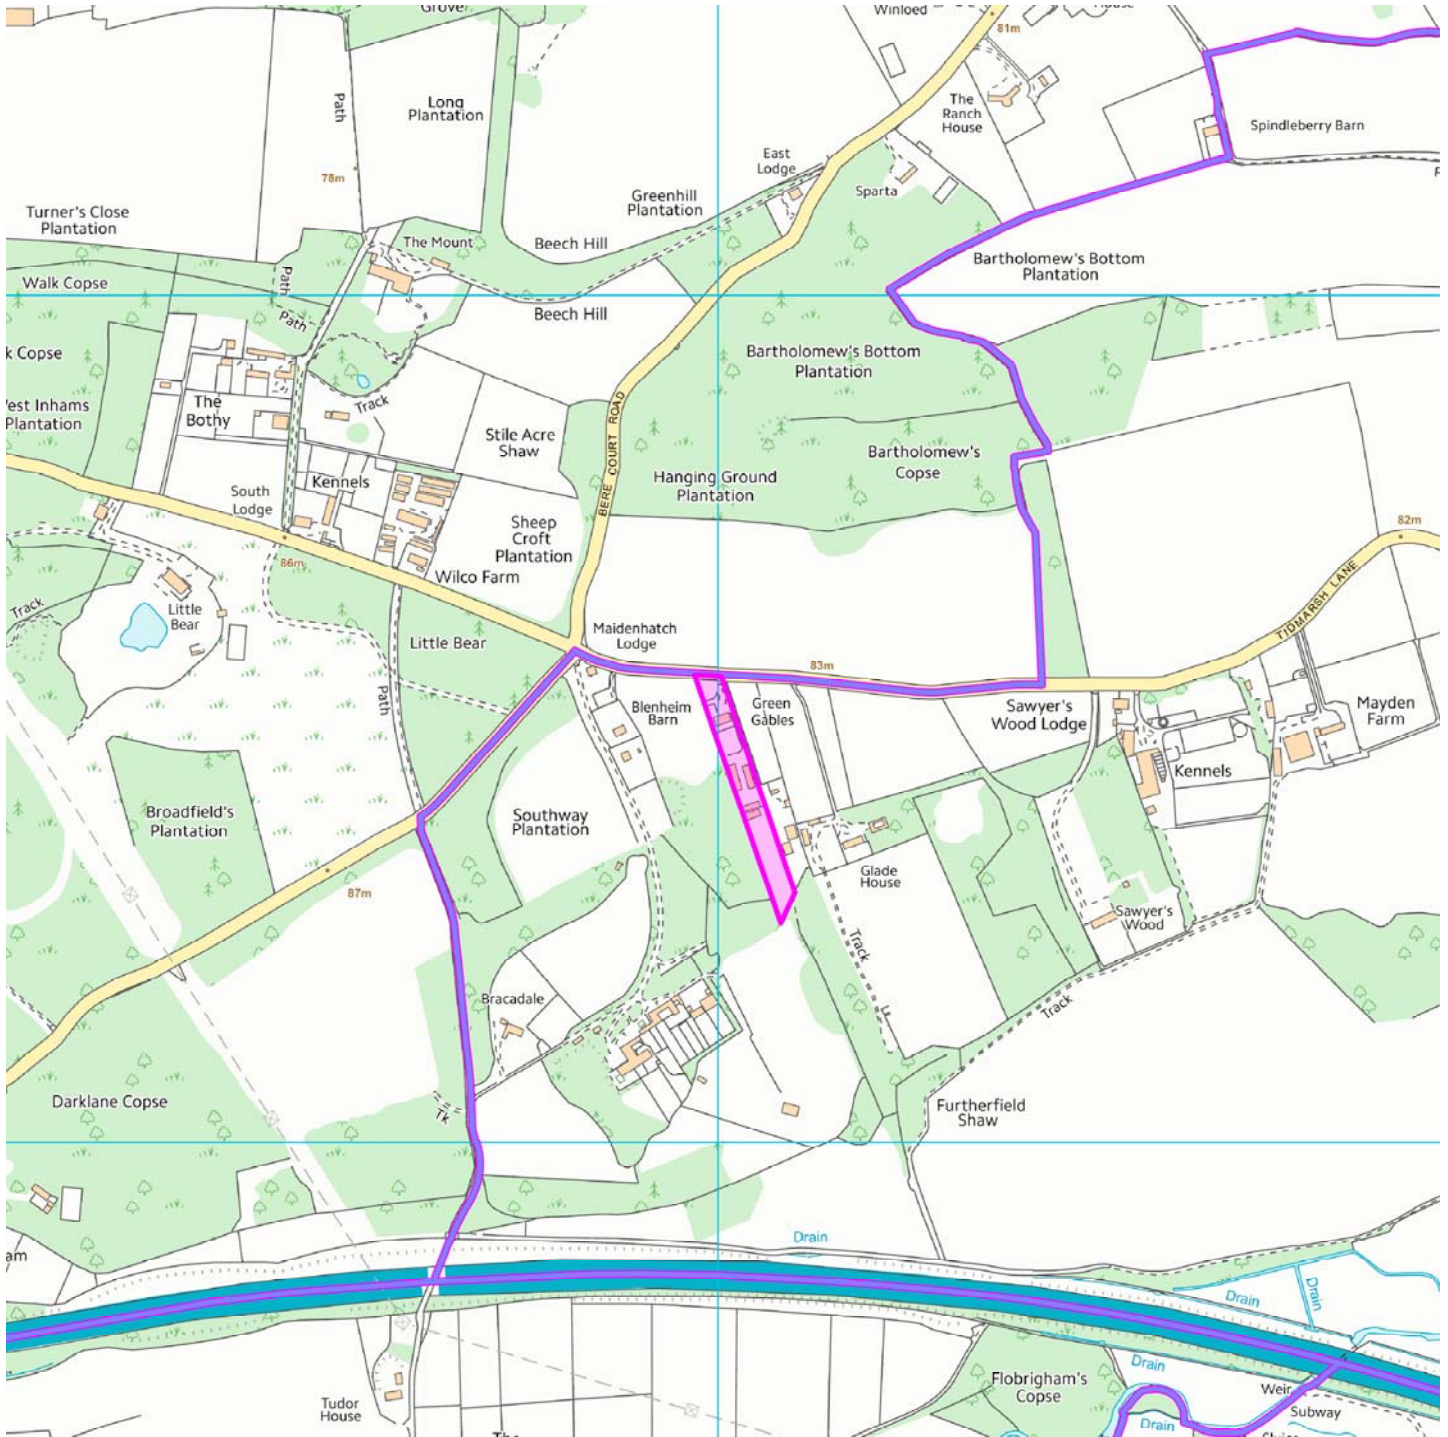 Grove
Winloed
House
81m
Path
Long
Plantation
The
Ranch
House
Spindleberry Barn
East
Lodge
78m
Sparta
Greenhill
Plantation
Turner's Close
Plantation
The Mount
Beech Hill
Bartholomew's Bottom
Plantation
Walk Copse
Path
Path
Beech Hill
k Copse
Bartholomew's Bottom
Plantation
est Inhams
Plantation
The
Bothy
Track
BERE COURT ROAD
Stile Acre
Shaw
Bartholomew's
Copse
Hanging Ground
Plantation
South
Lodge
Kennels
Sheep
Croft
Plantation
82m
86m
Wilco Farm
TIDMARSH LANE
Track
Little
Bear
Little Bear
Maidenhatch
Lodge
83m
Path
Blenheim
Barn
Green
Gables
Sawyer's
Wood Lodge
Mayden
Farm
Kennels
Broadfield's
Plantation
Southway
Plantation
87m
Glade
House
Sawyer's
Wood
Track
Bracadale
Track
Darklane Copse
Tk
Furtherfield
Shaw
am
Drain
Drain
Drain
Drain
Flobrigham's
Copse
Weir
Subway
Tudor
House
Drain
The